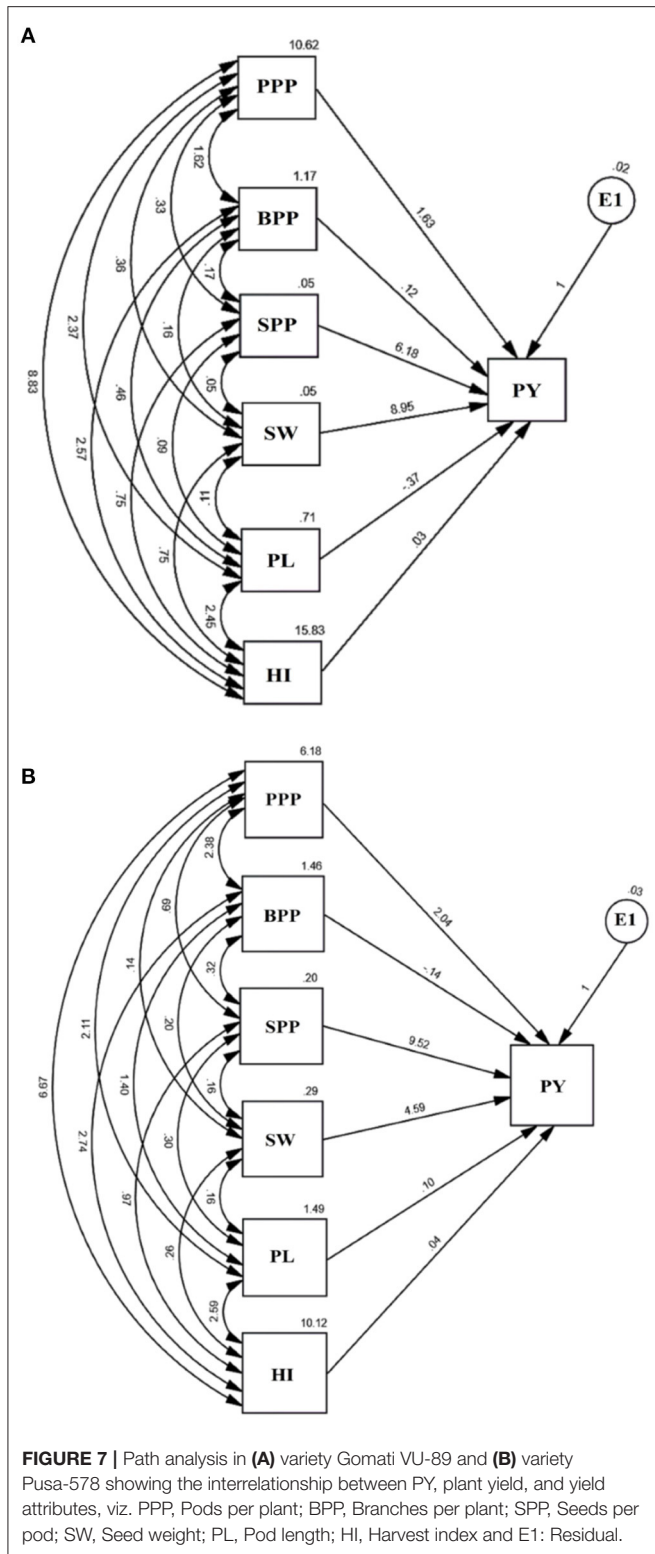 A
10.62
PPP
1.62
1.17
BPP
.33
.17
.05
SPP
.36
.16
.05
.05
SW
2.37
.46
.09
.11
.71
PL
8.83
2.57
.75
.75
2.45
15.83
HI
1.63
.12
6.18
8.95
-.37
.03
.02
E1
1
PY
B
6.18
PPP
2.38
1.46
BPP
.69
.32
.20
SPP
.14
.20
.16
.29
SW
2.11
1.40
.30
.16
1.49
PL
6.67
2.74
.97
.26
2.59
10.12
HI
2.04
-.14
9.52
4.59
.10
.04
.03
E1
1
PY
FIGURE 7 | Path analysis in (A) variety Gomati VU-89 and (B) variety
Pusa-578 showing the interrelationship between PY, plant yield, and yield
attributes, viz. PPP, Pods per plant; BPP, Branches per plant; SPP, Seeds per
pod; SW, Seed weight; PL, Pod length; HI, Harvest index and E1: Residual.